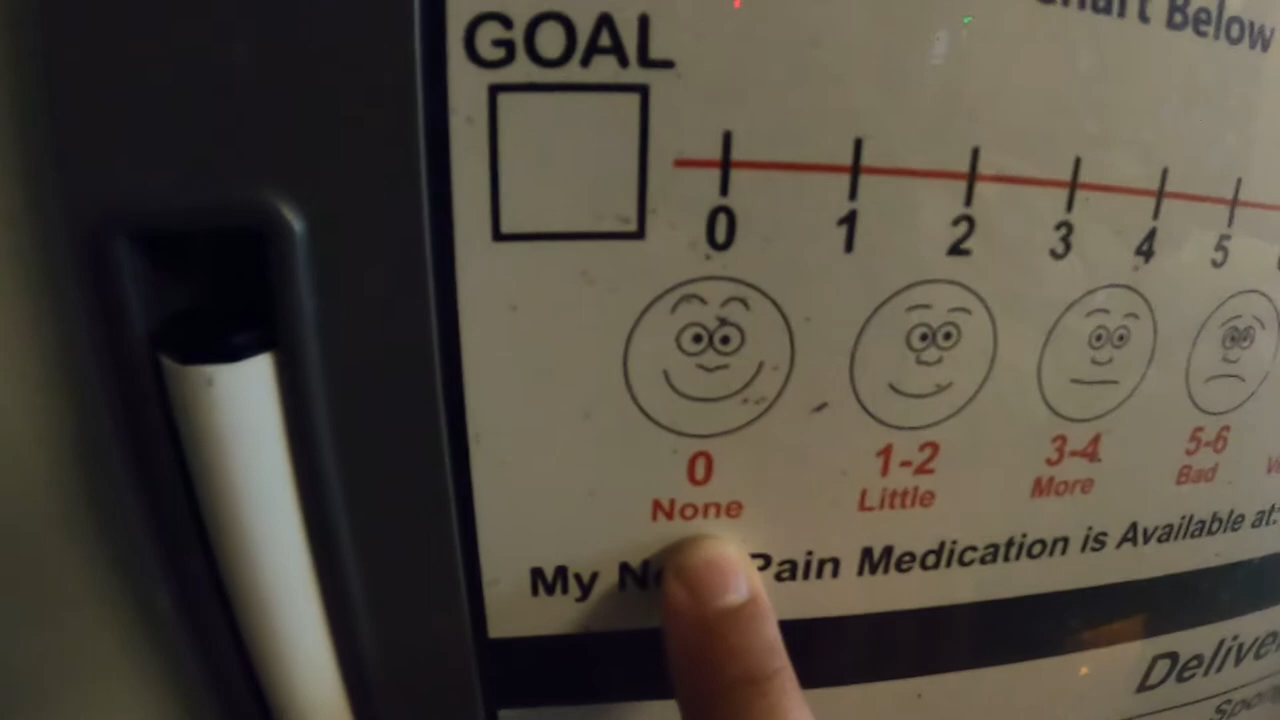 Chart Below
GOAL
0 1 2 3 4 5
0 1-2 3-4 5-6
None Little More Bad
My Pain Medication is Available at: